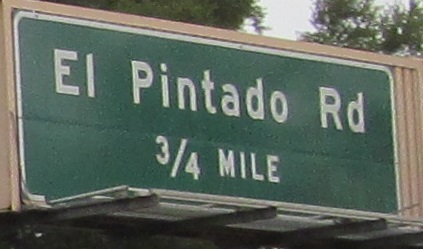 El Pintado Rd
3/4 MILE